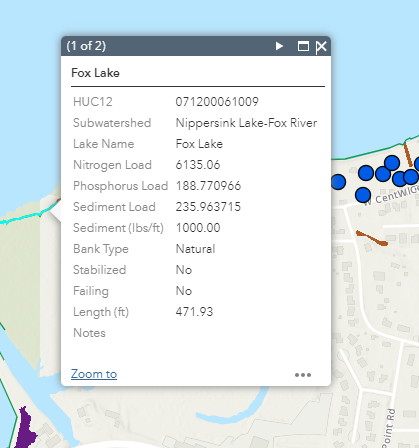 (1 of 2)
Fox Lake
HUC12 071200061009
Subwatershed Nippersink Lake-Fox River
Lake Name Fox Lake
Nitrogen Load 6135.06
Phosphorus Load 188.770966
Sediment Load 235.963715
Sediment (lbs/ft) 1000.00
Bank Type Natural
Stabilized No
Failing No
Length (ft) 471.93
Notes
Zoom to
Point Rd